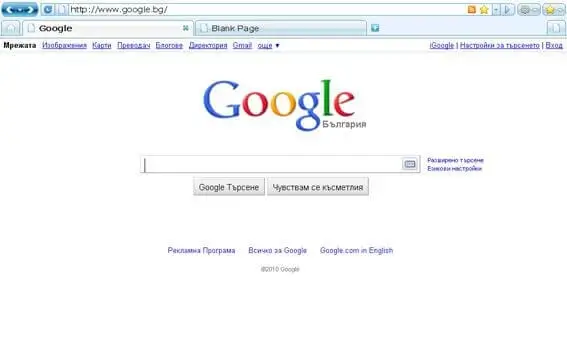 http://www.google.bg/
Google Blank Page
Мрежата Изображения Карти Преводач Блогове Директория Gmail още ▼ iGoogle | Настройки за търсенето | Вход
Google
България
Разширено търсене
Езикови настройки
Google Търсене Чувствам се късметлия
Рекламна Програма Всичко за Google Google.com in English
©2010 Google